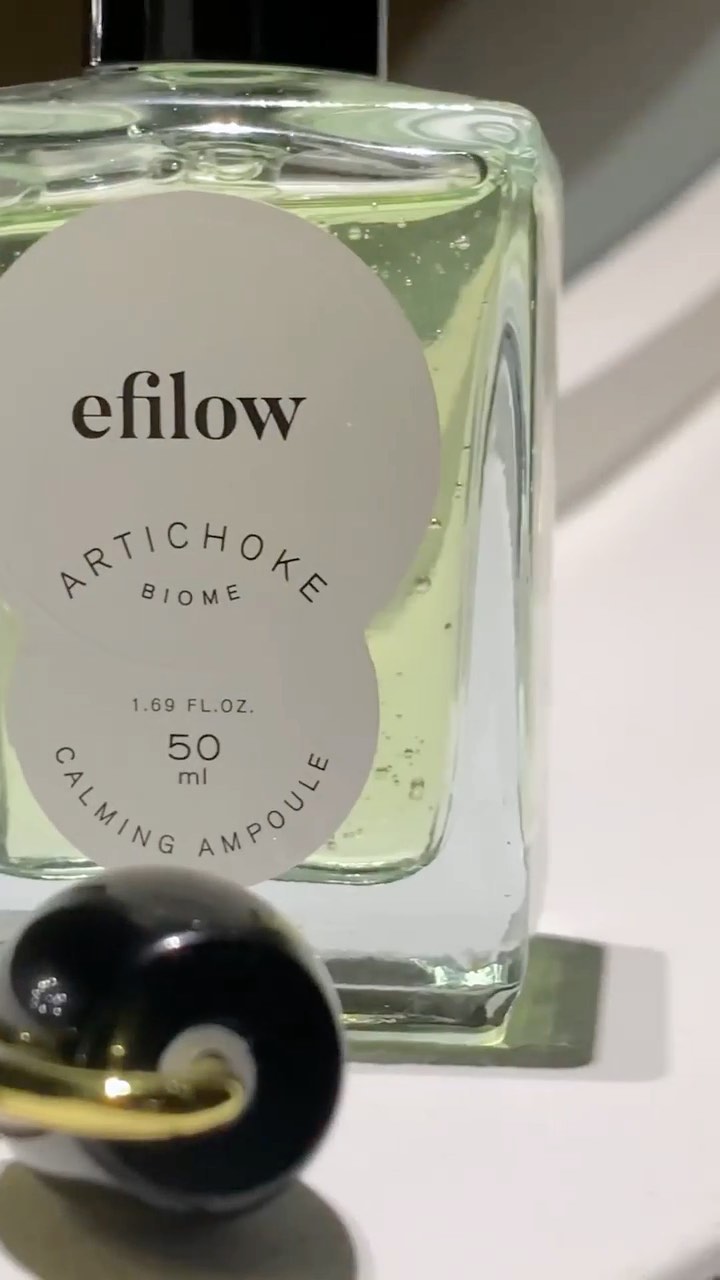 efilow
ARTICHOKE
BIOME
1.69 FL.OZ.
50
ml
CALMING AMPOULE